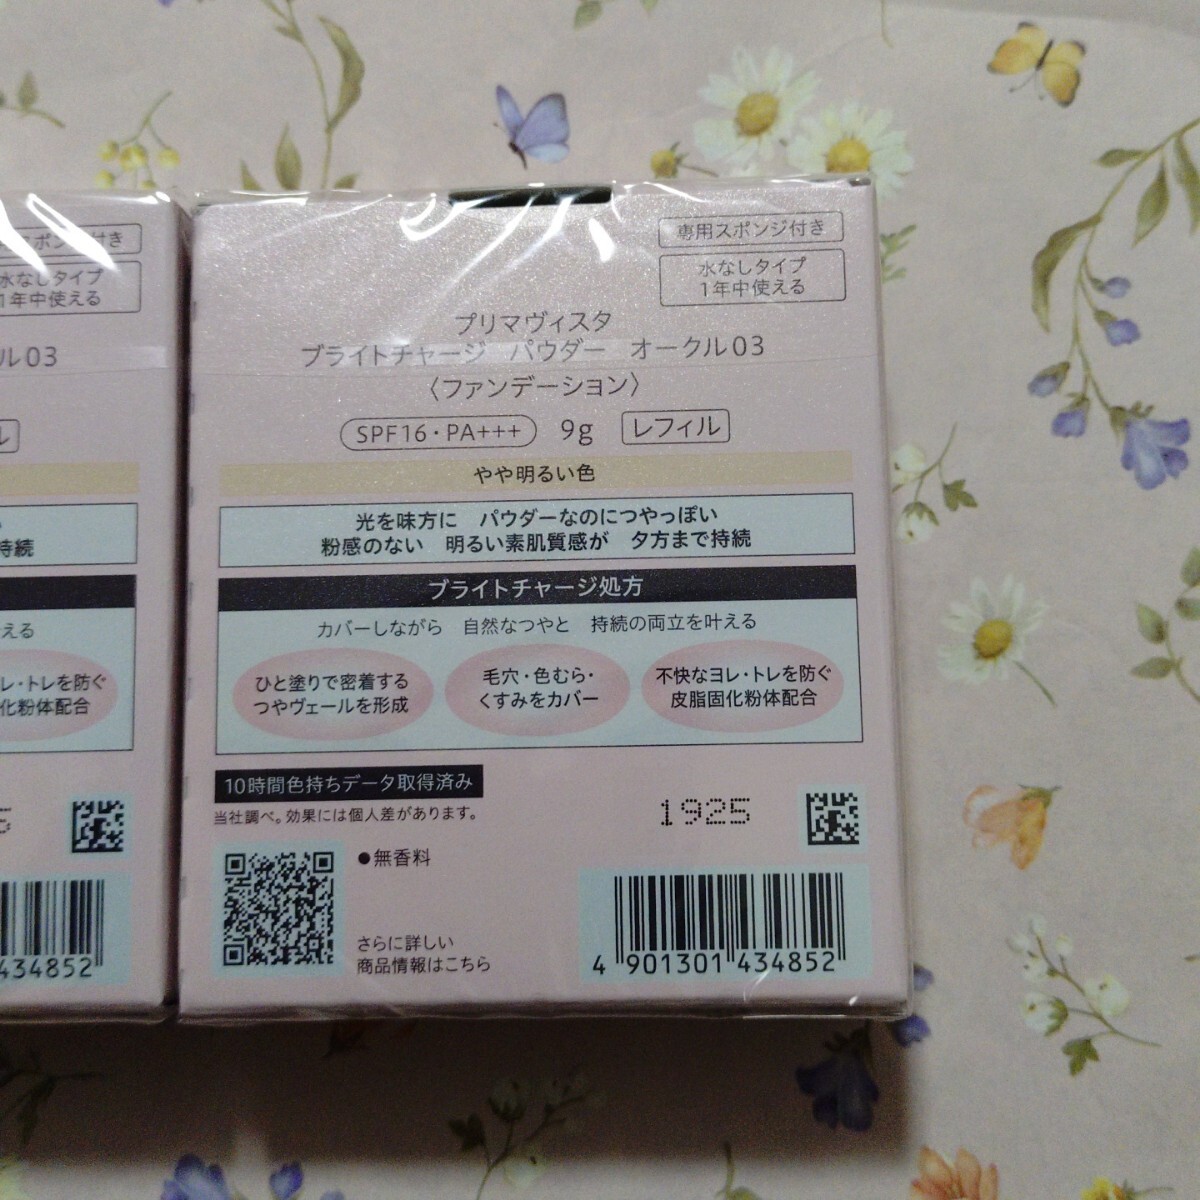 ポンジ付き
水なしタイプ
1年中使える
ル03
ル
持続
える
ヨレ・トレを防ぐ
化粉体配合
5
434852
専用スポンジ付き
水なしタイプ
1年中使える
プリマヴィスタ
ブライトチャージ パウダー オークル03
〈ファンデーション〉
SPF16・PA+++ 9g レフィル
やや明るい色
光を味方に パウダーなのにつやっぽい
粉感のない 明るい素肌質感が 夕方まで持続
ブライトチャージ処方
カバーしながら 自然なつやと 持続の両立を叶える
ひと塗りで密着する
つやヴェールを形成
毛穴・色むら・
くすみをカバー
不快なヨレ・トレを防ぐ
皮脂固化粉体配合
10時間色持ちデータ取得済み
当社調べ。効果には個人差があります。
1925
●無香料
さらに詳しい
商品情報はこちら
4 901301 434852